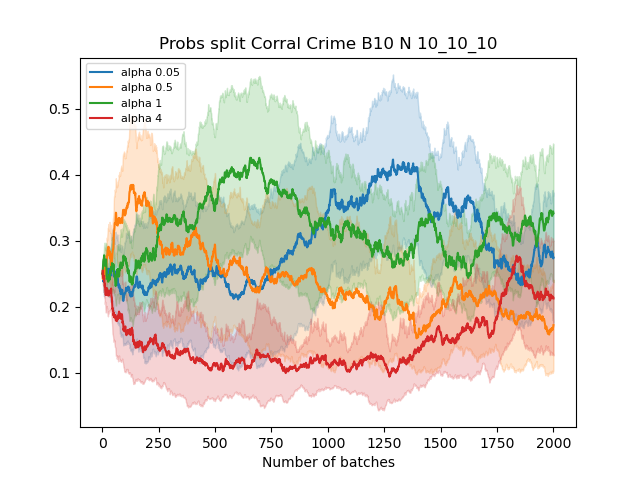 Probs split Corral Crime B10 N 10_10_10
alpha 0.05
alpha 0.5
alpha 1
alpha 4
0.5
0.4
0.3
0.2
0.1
0 250 500 750 1000 1250 1500 1750 2000
Number of batches